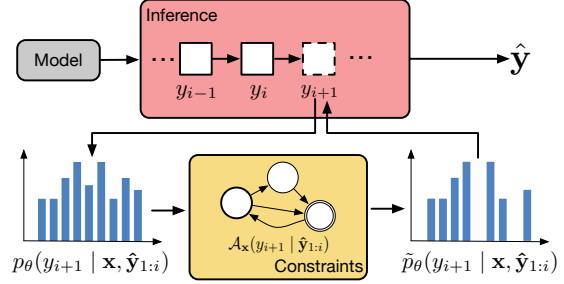 Inference
Model
··· y_{i−1} y_i y_{i+1} ···
ŷ
𝒜_𝐱(y_{i+1} | ŷ_{1:i})
Constraints
p_θ(y_{i+1} | 𝐱, ŷ_{1:i})
p̃_θ(y_{i+1} | 𝐱, ŷ_{1:i})